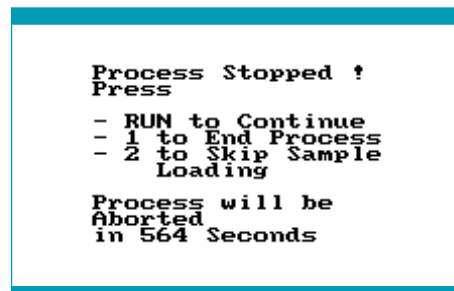 Process Stopped !
Press
- RUN to Continue
- 1 to End Process
- 2 to Skip Sample
Loading
Process will be
Aborted
in 564 Seconds